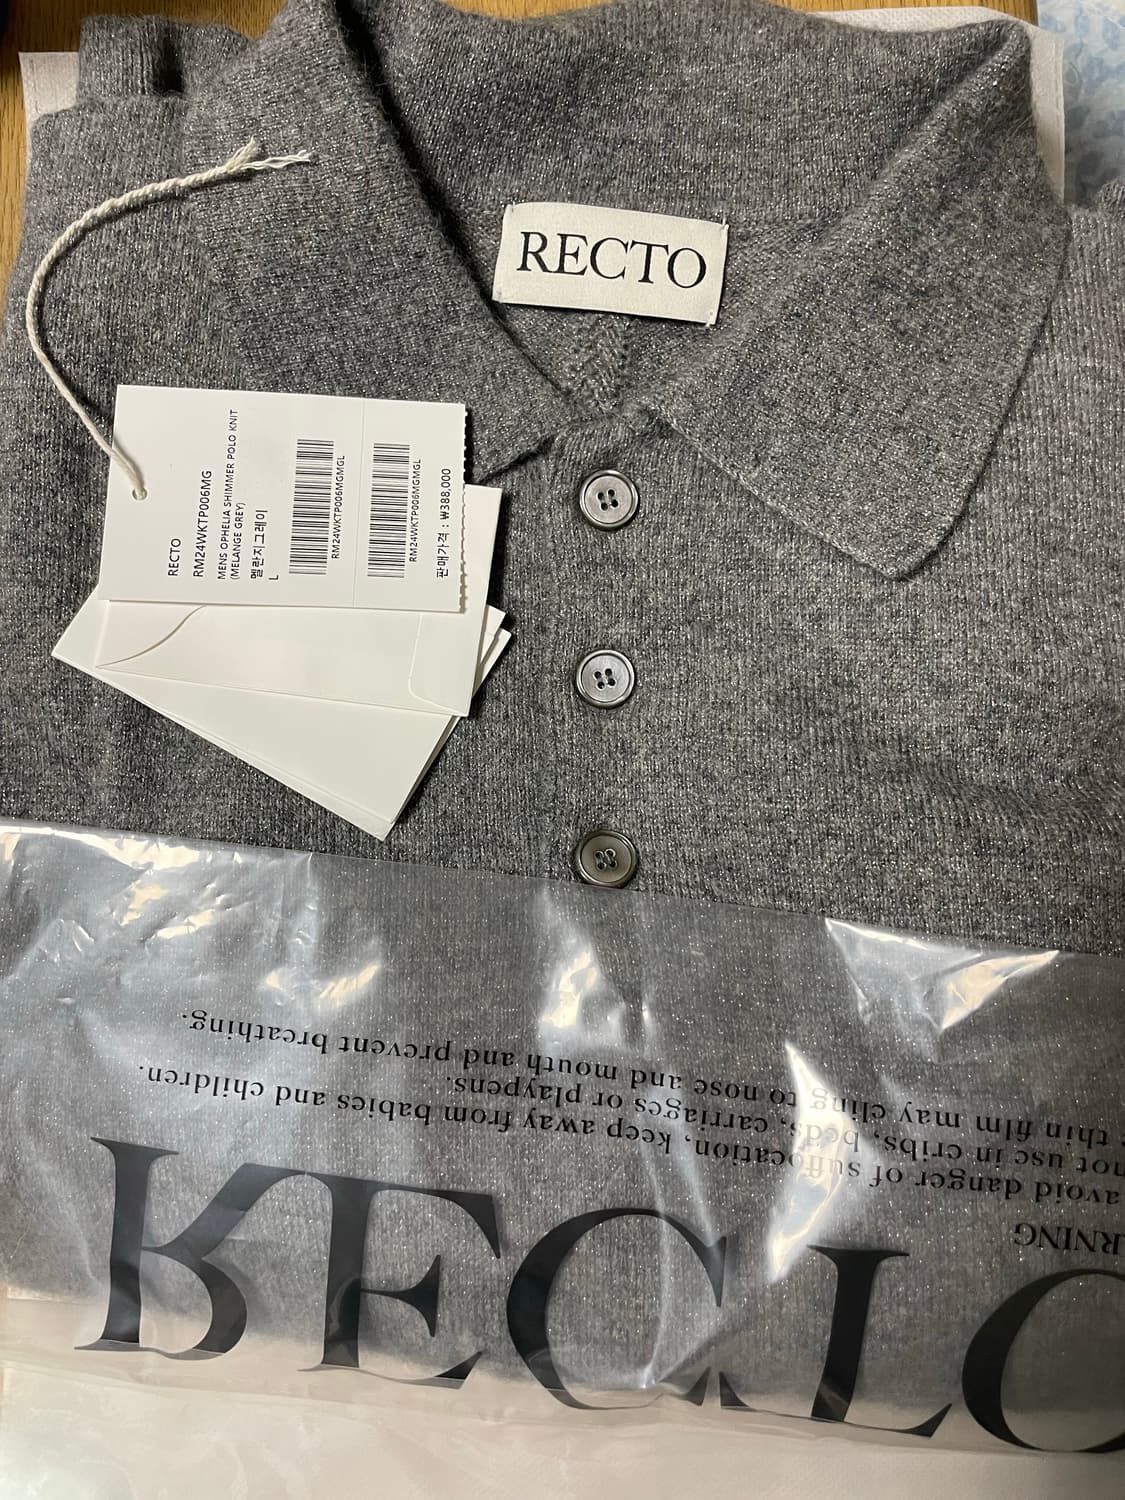 RECTO
RECTO
RM24WKTP006MG
MENS OPHELIA SHIMMER POLO KNIT
(MELANGE GREY)
멜란지그레이
L
RM24WKTP006MGMGL
RM24WKTP006MGMGL
판매가격 : ₩388,000
RECTO
RNING
avoid danger of suffocation, keep away from babies and children.
not use in cribs, beds, carriages or playpens.
thin film may cling to nose and mouth and prevent breathing.